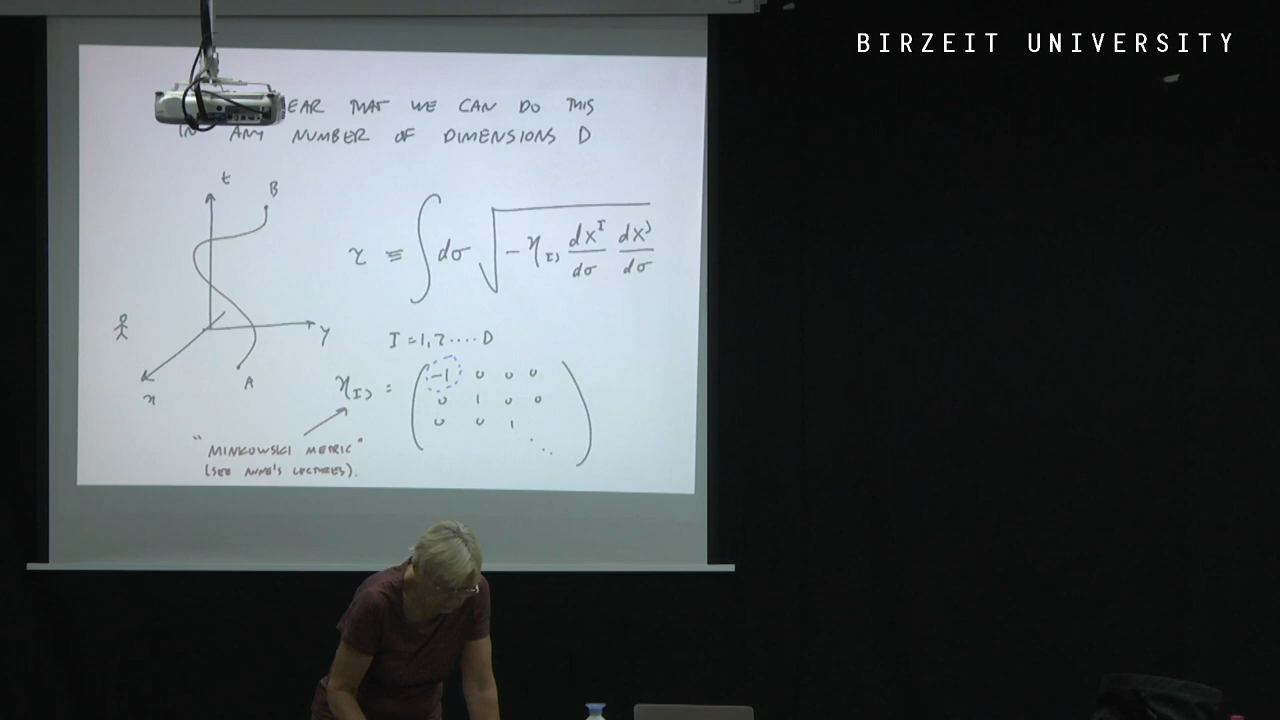 BIRZEIT UNIVERSITY
EAR THAT WE CAN DO THIS
IN ANY NUMBER OF DIMENSIONS D
t
B
τ ≡ ∫ dσ √(-η_IJ dx^I/dσ dx^J/dσ)
y
x
A
I = 1, 2 .... D
η_IJ = ( -1 0 0 0
0 1 0 0
0 0 1
⋱ )
"MINKOWSKI METRIC"
(SEE ANNE'S LECTURES).